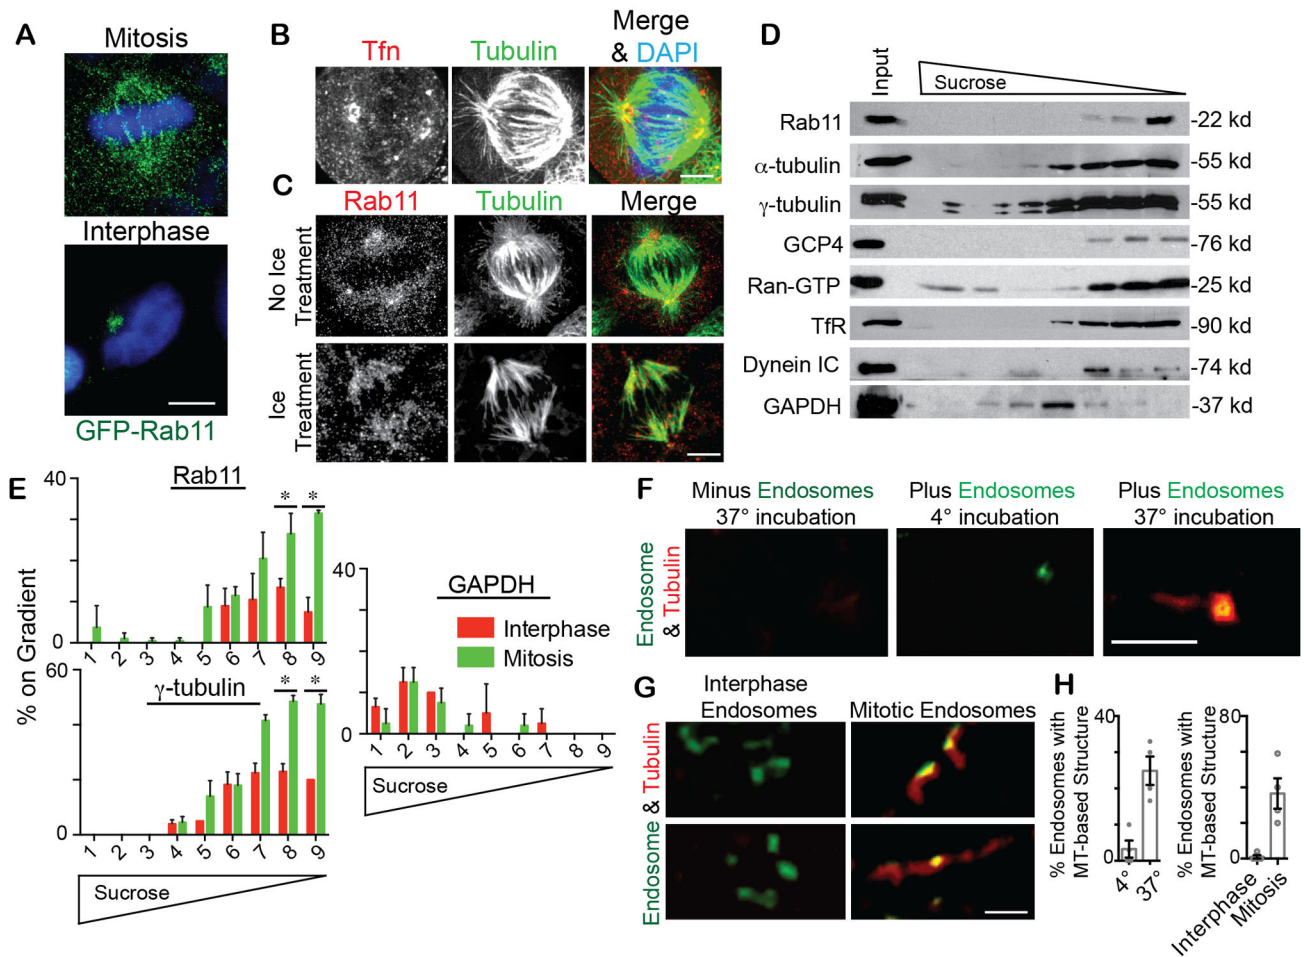 A
Mitosis
Interphase
GFP-Rab11
B
Tfn
Tubulin
Merge
& DAPI
C
Rab11
Tubulin
Merge
No Ice
Treatment
Ice
Treatment
D
Input
Sucrose
Rab11
-22 kd
α-tubulin
-55 kd
γ-tubulin
-55 kd
GCP4
-76 kd
Ran-GTP
-25 kd
TfR
-90 kd
Dynein IC
-74 kd
GAPDH
-37 kd
E
% on Gradient
Rab11
40
0
* *
1 2 3 4 5 6 7 8 9
γ-tubulin
60
0
* *
1 2 3 4 5 6 7 8 9
Sucrose
GAPDH
40
0
Interphase
Mitosis
1 2 3 4 5 6 7 8 9
Sucrose
F
Minus Endosomes
37° incubation
Plus Endosomes
4° incubation
Plus Endosomes
37° incubation
Endosome
& Tubulin
G
Interphase
Endosomes
Mitotic Endosomes
Endosome & Tubulin
H
% Endosomes with
MT-based Structure
40
0
4°
37°
% Endosomes with
MT-based Structure
80
0
Interphase
Mitosis